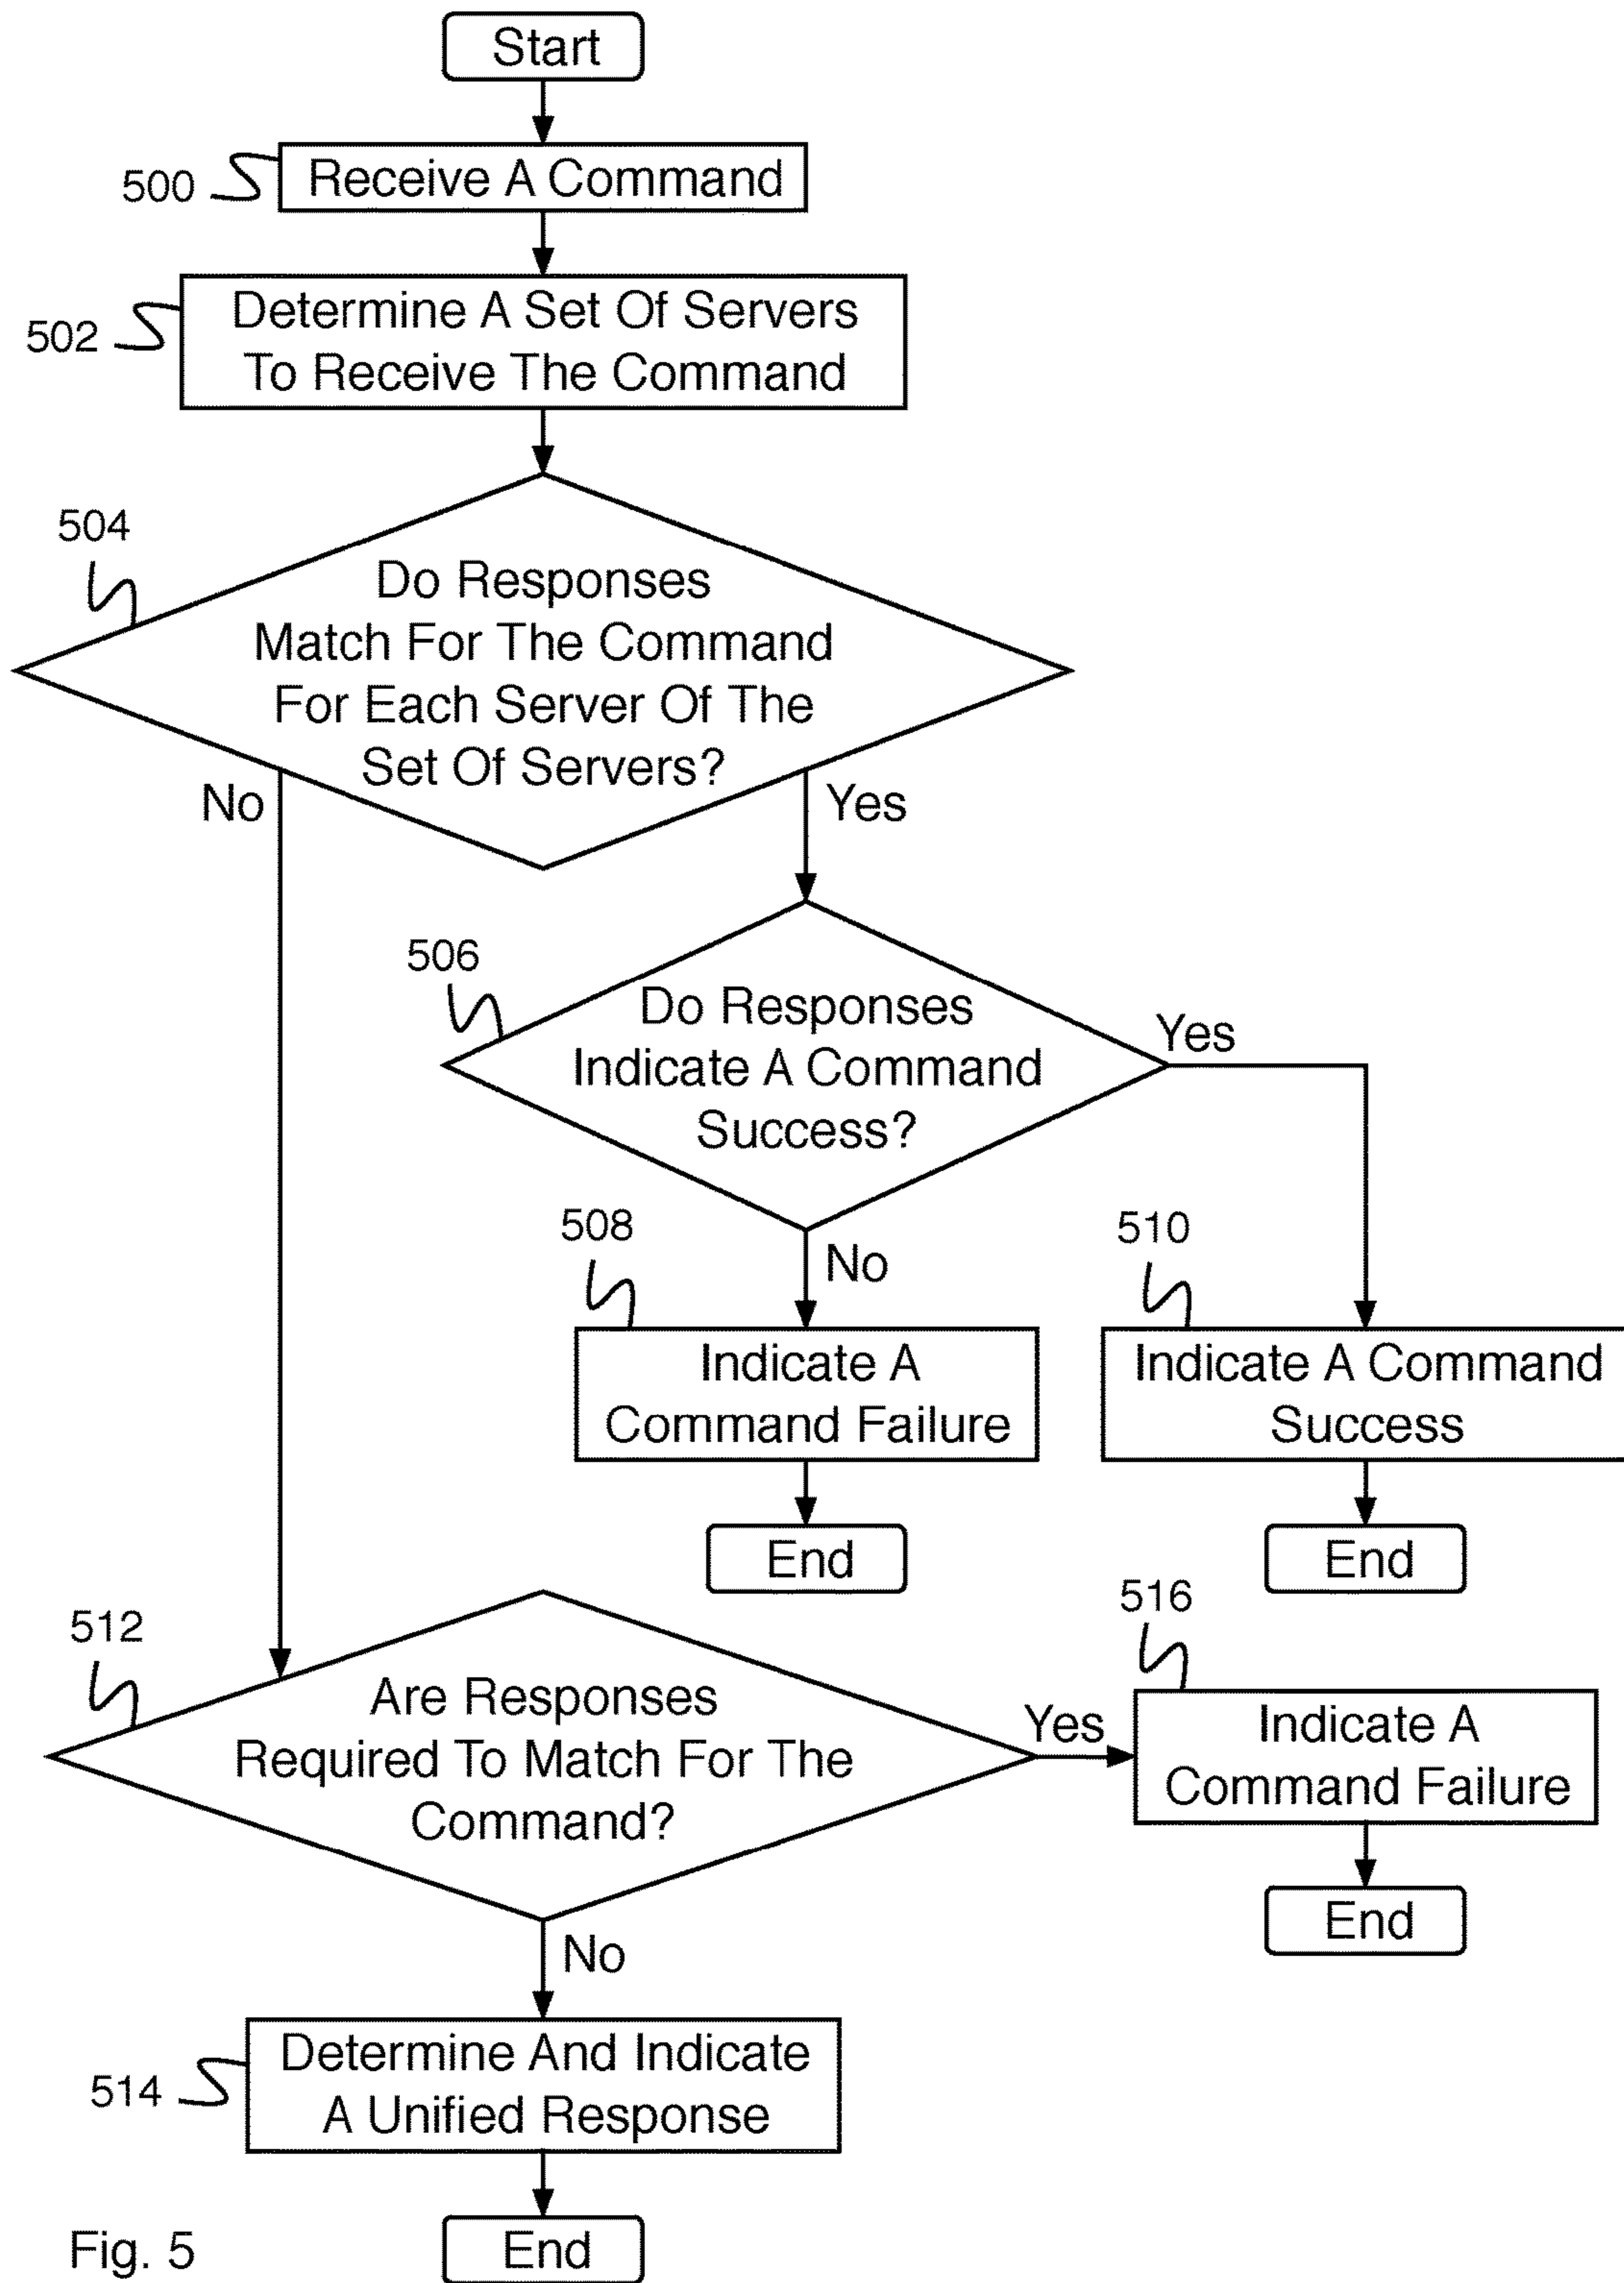 Start
500
Receive A Command
502
Determine A Set Of Servers
To Receive The Command
504
Do Responses
Match For The Command
For Each Server Of The
Set Of Servers?
No
Yes
506
Do Responses
Indicate A Command
Success?
Yes
No
508
Indicate A
Command Failure
End
510
Indicate A Command
Success
End
512
Are Responses
Required To Match For The
Command?
Yes
516
Indicate A
Command Failure
End
No
514
Determine And Indicate
A Unified Response
End
Fig. 5